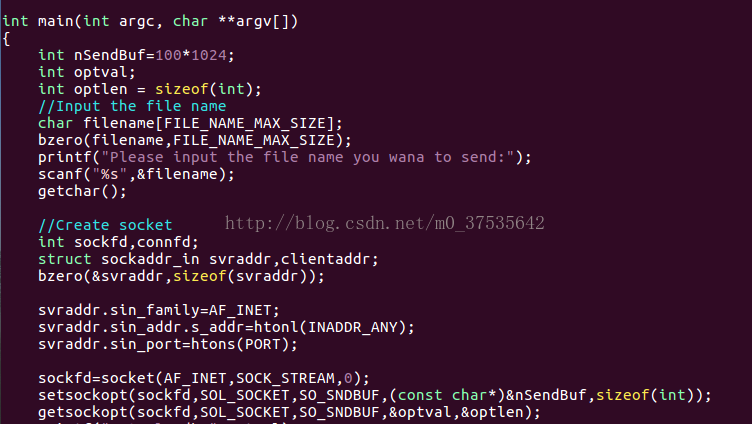 int main(int argc, char **argv[])
{
    int nSendBuf=100*1024;
    int optval;
    int optlen = sizeof(int);
    //Input the file name
    char filename[FILE_NAME_MAX_SIZE];
    bzero(filename,FILE_NAME_MAX_SIZE);
    printf("Please input the file name you wana to send:");
    scanf("%s",&filename);
    getchar();

    //Create socket
http://blog.csdn.net/m0_37535642
    int sockfd,connfd;
    struct sockaddr_in svraddr,clientaddr;
    bzero(&svraddr,sizeof(svraddr));

    svraddr.sin_family=AF_INET;
    svraddr.sin_addr.s_addr=htonl(INADDR_ANY);
    svraddr.sin_port=htons(PORT);

    sockfd=socket(AF_INET,SOCK_STREAM,0);
    setsockopt(sockfd,SOL_SOCKET,SO_SNDBUF,(const char*)&nSendBuf,sizeof(int));
    getsockopt(sockfd,SOL_SOCKET,SO_SNDBUF,&optval,&optlen);